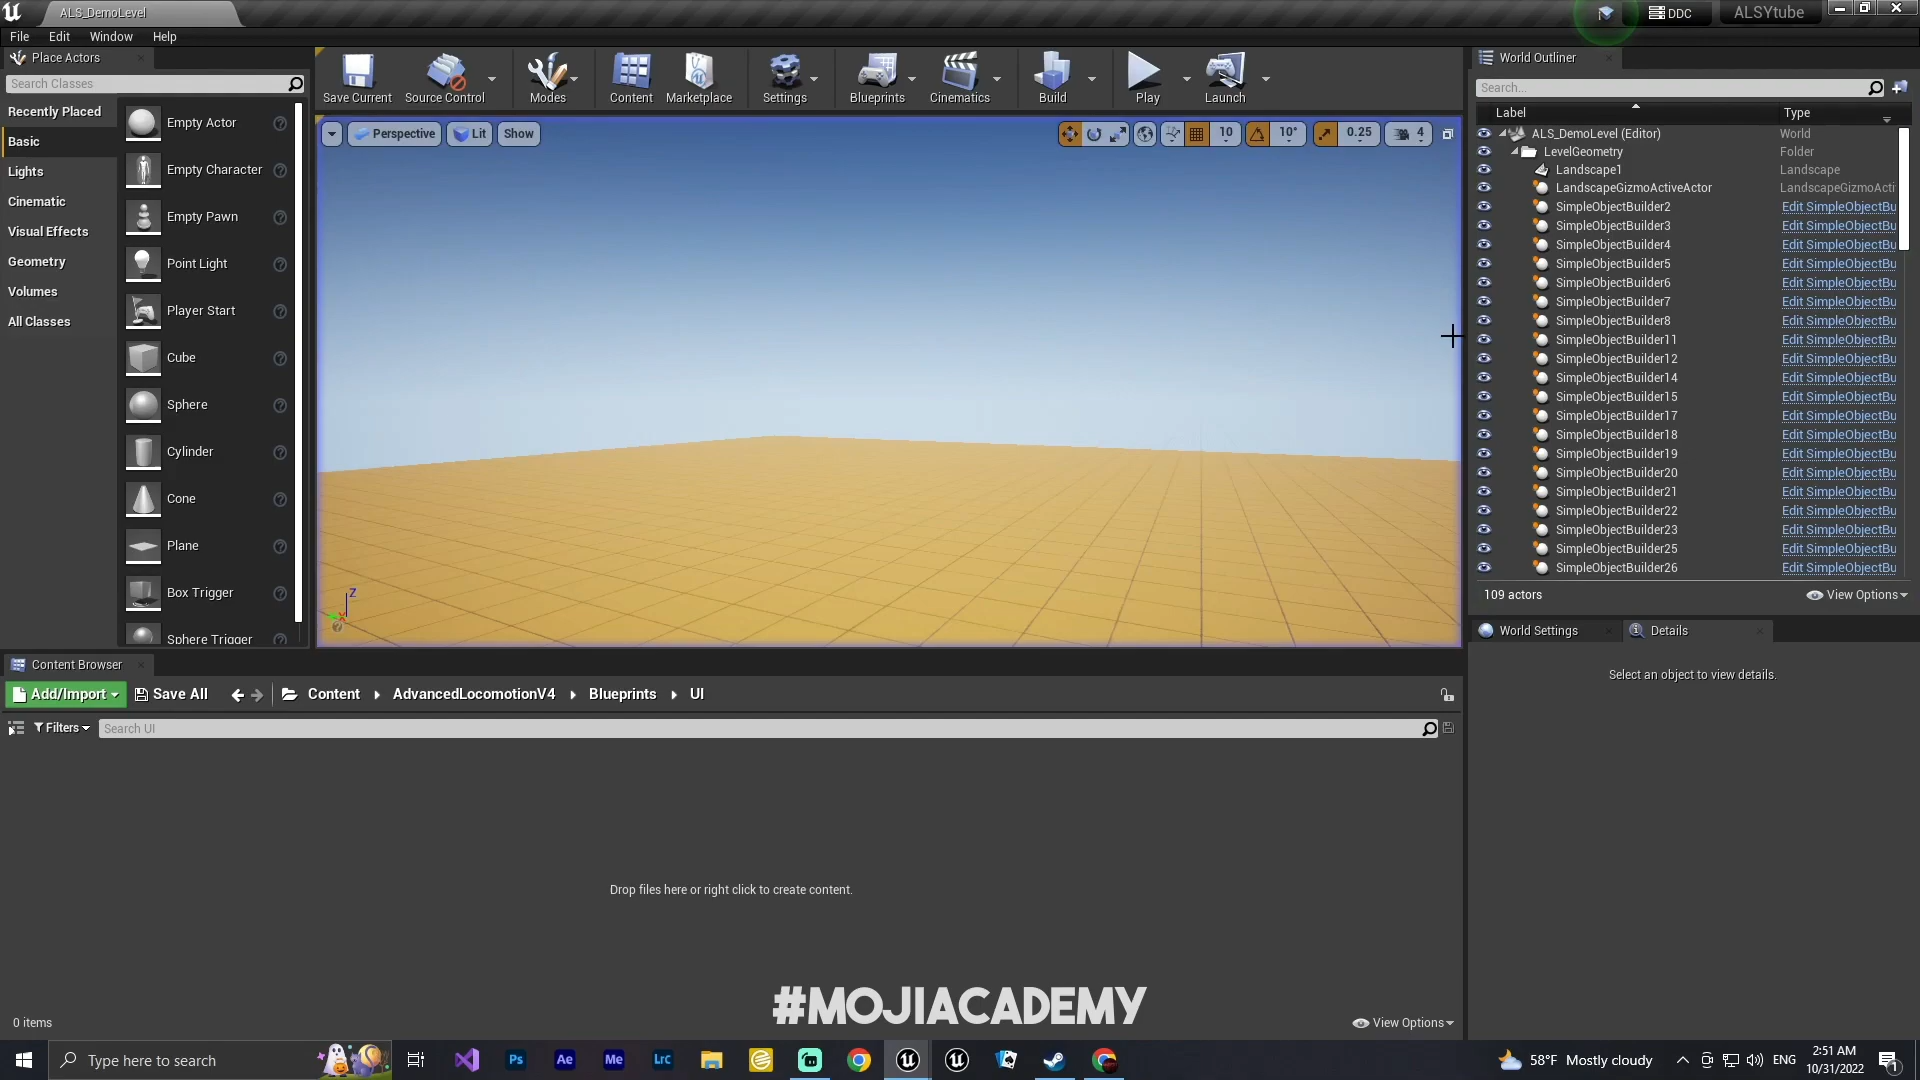 ALS_DemoLevel
DDC
ALSYtube
File Edit Window Help
Place Actors
Search Classes
Recently Placed
Basic
Lights
Cinematic
Visual Effects
Geometry
Volumes
All Classes
Empty Actor
Empty Character
Empty Pawn
Point Light
Player Start
Cube
Sphere
Cylinder
Cone
Plane
Box Trigger
Sphere Trigger
Save Current
Source Control
Modes
Content
Marketplace
Settings
Blueprints
Cinematics
Build
Play
Launch
Perspective
Lit
Show
10
10°
0.25
4
Z
X
World Outliner
Search...
Label Type
ALS_DemoLevel (Editor) World
LevelGeometry Folder
Landscape1 Landscape
LandscapeGizmoActiveActor LandscapeGizmoActi
SimpleObjectBuilder2 Edit SimpleObjectBu
SimpleObjectBuilder3 Edit SimpleObjectBu
SimpleObjectBuilder4 Edit SimpleObjectBu
SimpleObjectBuilder5 Edit SimpleObjectBu
SimpleObjectBuilder6 Edit SimpleObjectBu
SimpleObjectBuilder7 Edit SimpleObjectBu
SimpleObjectBuilder8 Edit SimpleObjectBu
SimpleObjectBuilder11 Edit SimpleObjectBu
SimpleObjectBuilder12 Edit SimpleObjectBu
SimpleObjectBuilder14 Edit SimpleObjectBu
SimpleObjectBuilder15 Edit SimpleObjectBu
SimpleObjectBuilder17 Edit SimpleObjectBu
SimpleObjectBuilder18 Edit SimpleObjectBu
SimpleObjectBuilder19 Edit SimpleObjectBu
SimpleObjectBuilder20 Edit SimpleObjectBu
SimpleObjectBuilder21 Edit SimpleObjectBu
SimpleObjectBuilder22 Edit SimpleObjectBu
SimpleObjectBuilder23 Edit SimpleObjectBu
SimpleObjectBuilder25 Edit SimpleObjectBu
SimpleObjectBuilder26 Edit SimpleObjectBu
109 actors View Options
World Settings
Details
Select an object to view details.
Content Browser
Add/Import
Save All
Content
AdvancedLocomotionV4
Blueprints
UI
Filters
Search UI
Drop files here or right click to create content.
#MOJIACADEMY
0 items
View Options
Type here to search
Ps
Ae
Me
LrC
58°F Mostly cloudy
ENG
2:51 AM
10/31/2022
1